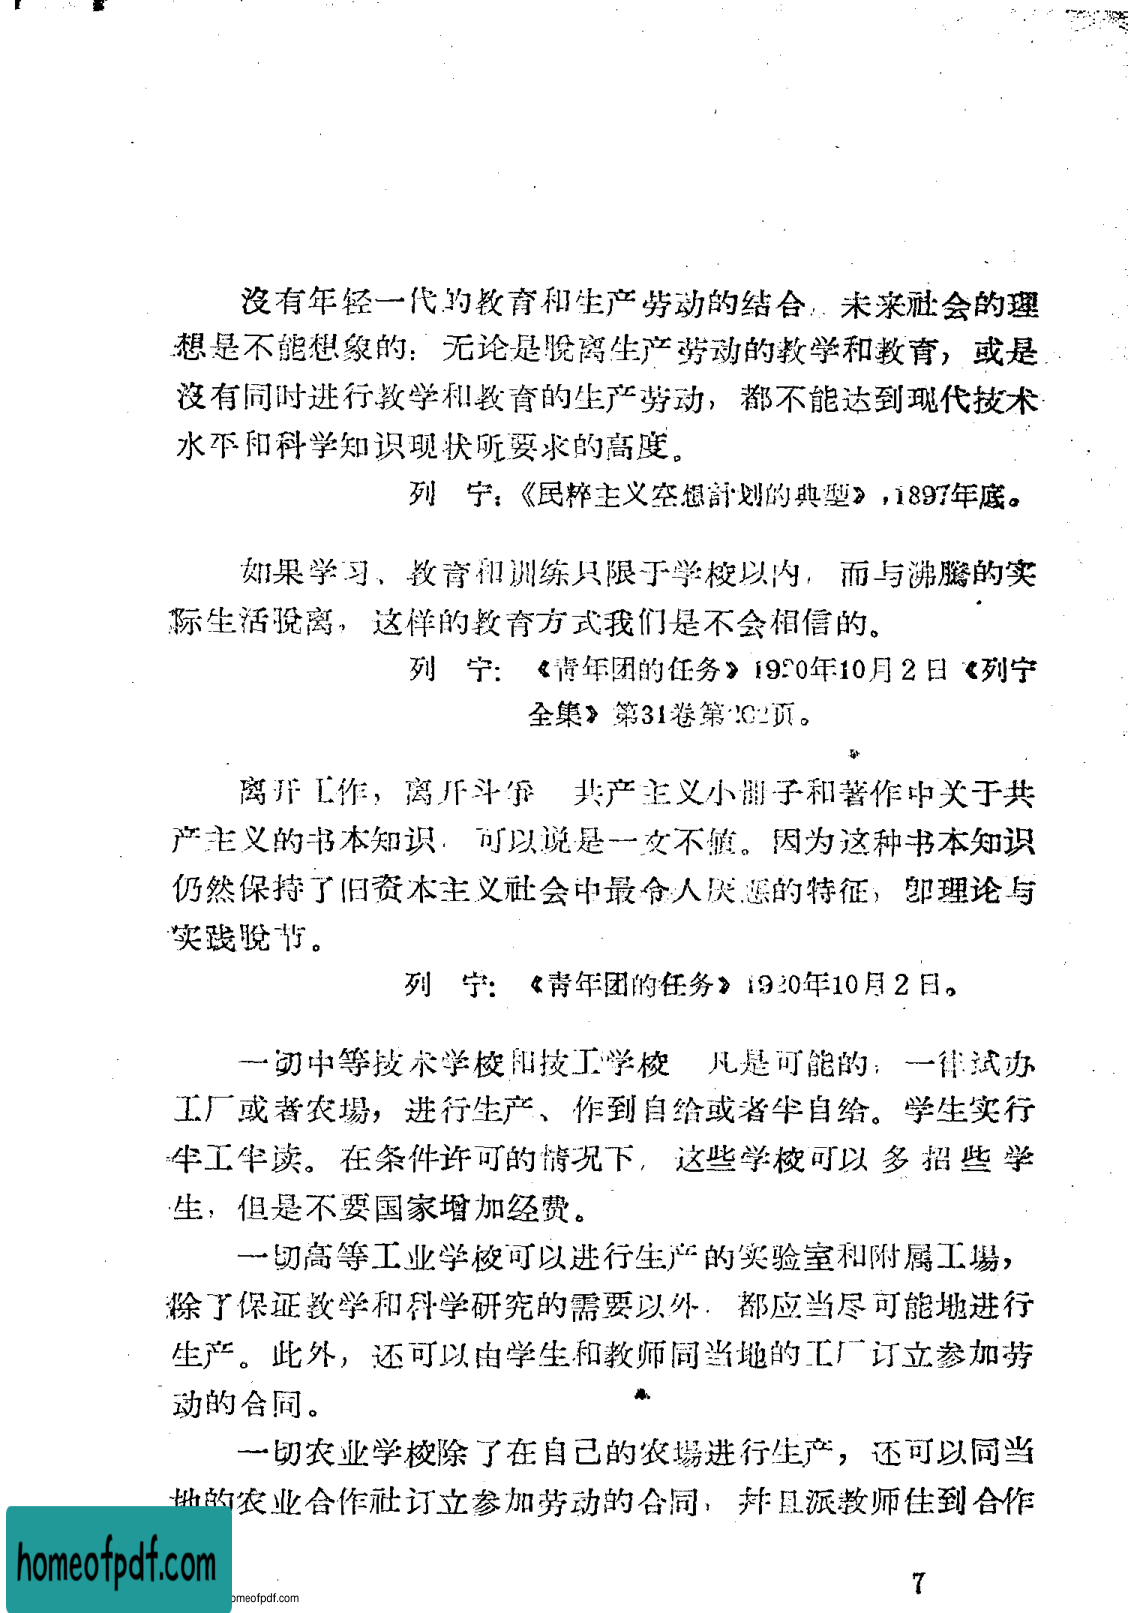 沒有年轻一代的教育和生产劳动的结合，未来社会的理
想是不能想象的：无论是脫离生产劳动的教学和教育，或是
沒有同时进行教学和教育的生产劳动，都不能达到现代技术
水平和科学知识现状所要求的高度。
列　宁：《民粹主义空想計划的典型》，1897年底。
如果学习、教育和训练只限于学校以内，而与沸騰的实
际生活脫离，这样的教育方式我们是不会相信的。
列　宁：《青年团的任务》1920年10月2日《列宁
全集》第31卷第　页。
离开工作，离开斗爭　共产主义小册子和著作中关于共
产主义的书本知识，可以说是一文不値。因为这种书本知识
仍然保持了旧资本主义社会中最令人厌恶的特征，卽理论与
实践脫节。
列　宁：《青年团的任务》1920年10月2日。
一切中等技术学校和技工学校　凡是可能的，一律试办
工厂或者农場，进行生产、作到自给或者半自给。学生实行
半工半读。在条件许可的情况下，这些学校可以多招些学
生，但是不要国家增加经费。
一切高等工业学校可以进行生产的实验室和附属工場，
除了保证教学和科学研究的需要以外，都应当尽可能地进行
生产。此外，还可以由学生和教师同当地的工厂订立参加劳
动的合同。
一切农业学校除了在自己的农場进行生产，还可以同当
地的农业合作社订立参加劳动的合同，幷且派教师住到合作
7
homeofpdf.com
omeofpdf.com